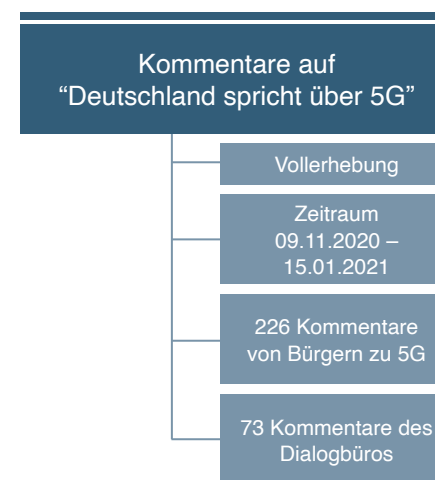 Kommentare auf
“Deutschland spricht über 5G”
Vollerhebung
Zeitraum
09.11.2020 –
15.01.2021
226 Kommentare
von Bürgern zu 5G
73 Kommentare des
Dialogbüros